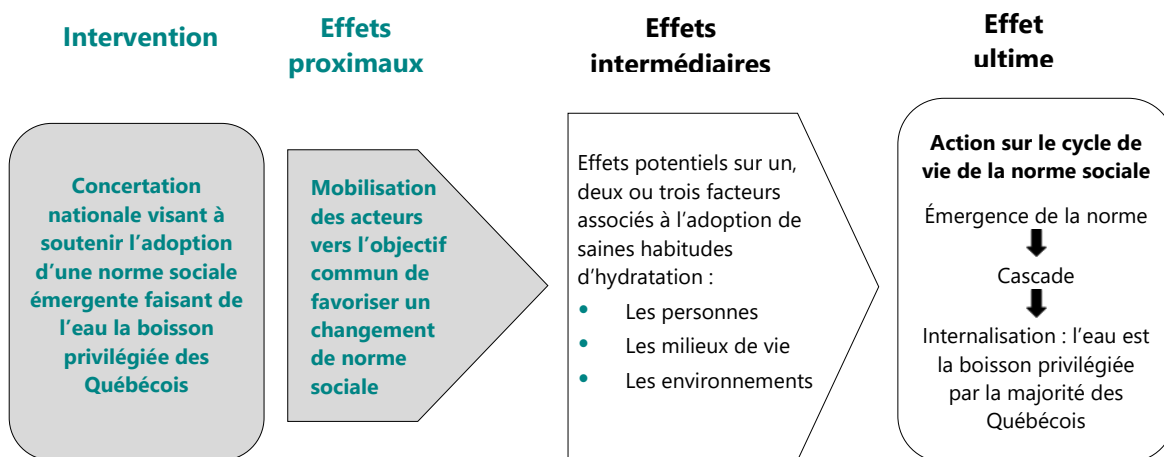 Intervention
Effets
proximaux
Effets
intermédiaires
Effet
ultime
Concertation
nationale visant à
soutenir l'adoption
d'une norme sociale
émergente faisant de
l'eau la boisson
privilégiée des
Québécois
Mobilisation
des acteurs
vers l'objectif
commun de
favoriser un
changement
de norme
sociale
Effets potentiels sur un,
deux ou trois facteurs
associés à l'adoption de
saines habitudes
d'hydratation :
• Les personnes
• Les milieux de vie
• Les environnements
Action sur le cycle de
vie de la norme sociale
Émergence de la norme
Cascade
Internalisation : l'eau est
la boisson privilégiée
par la majorité des
Québécois